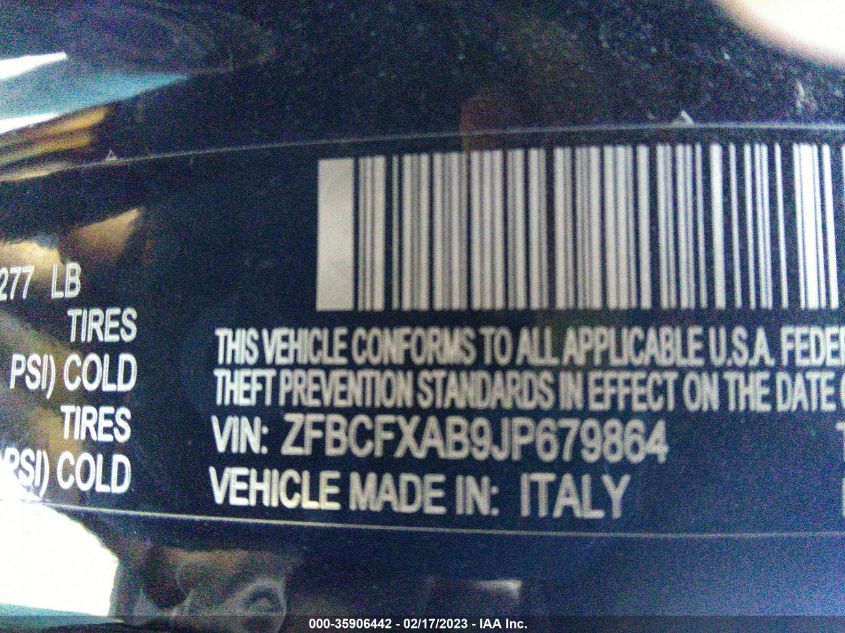 277 LB
TIRES
PSI) COLD
TIRES
PSI) COLD
THIS VEHICLE CONFORMS TO ALL APPLICABLE U.S.A. FEDER
THEFT PREVENTION STANDARDS IN EFFECT ON THE DATE
VIN: ZFBCFXAB9JP679864
VEHICLE MADE IN: ITALY
000-35906442 - 02/17/2023 - IAA Inc.